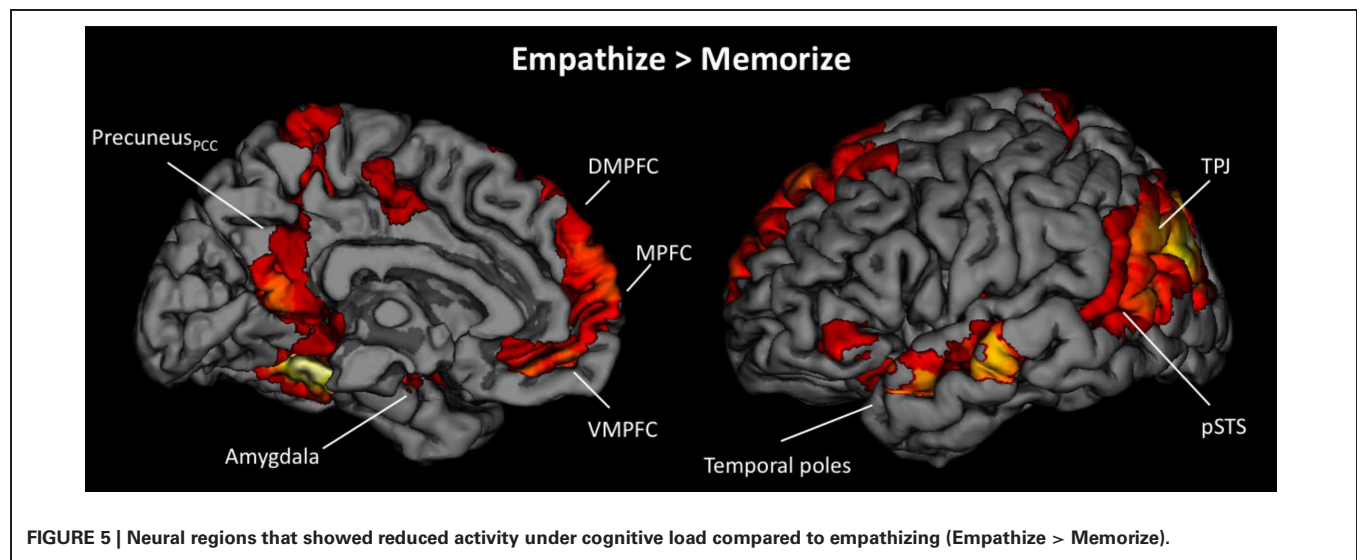 Empathize > Memorize
PrecuneusPCC
DMPFC
MPFC
VMPFC
Amygdala
TPJ
pSTS
Temporal poles
FIGURE 5 | Neural regions that showed reduced activity under cognitive load compared to empathizing (Empathize > Memorize).